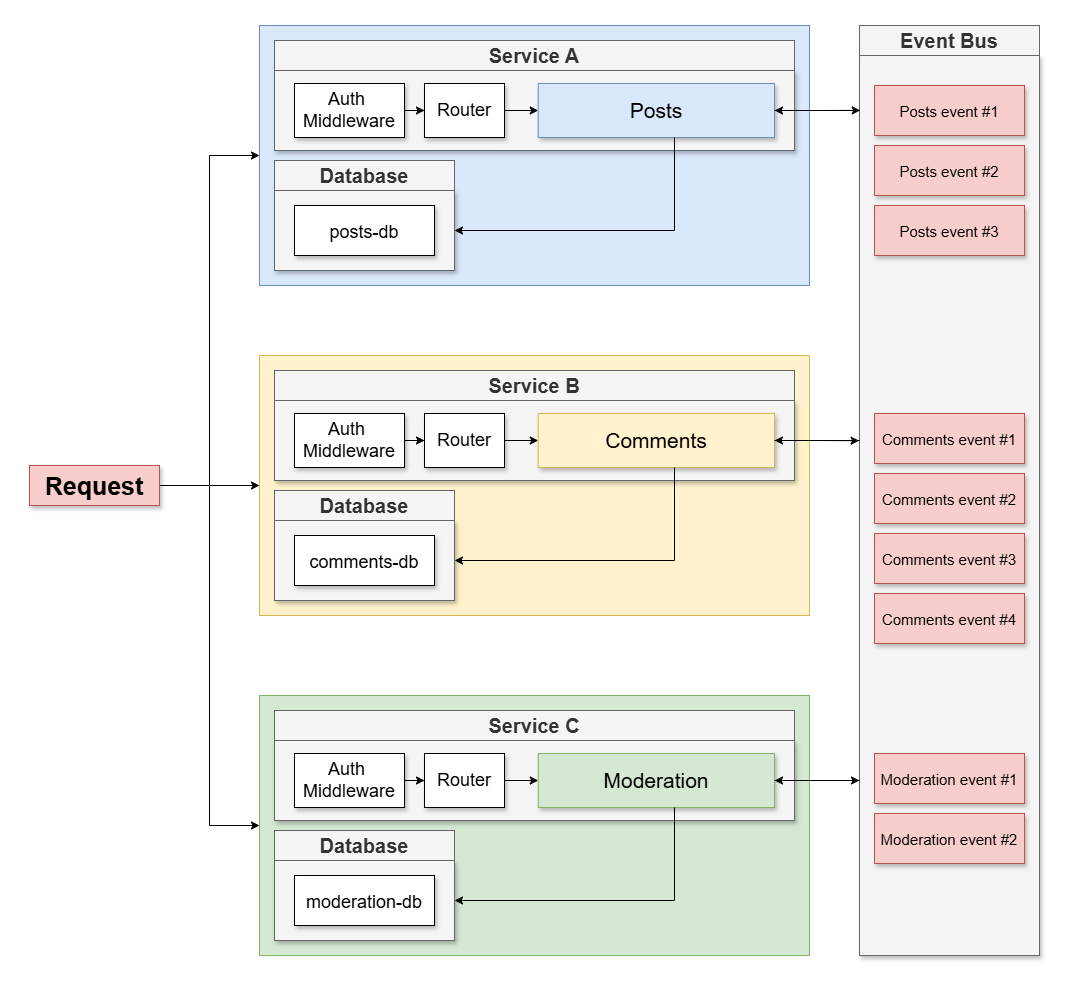 Service A
Auth
Middleware
Router
Posts
Database
posts-db
Request
Service B
Auth
Middleware
Router
Comments
Database
comments-db
Service C
Auth
Middleware
Router
Moderation
Database
moderation-db
Event Bus
Posts event #1
Posts event #2
Posts event #3
Comments event #1
Comments event #2
Comments event #3
Comments event #4
Moderation event #1
Moderation event #2